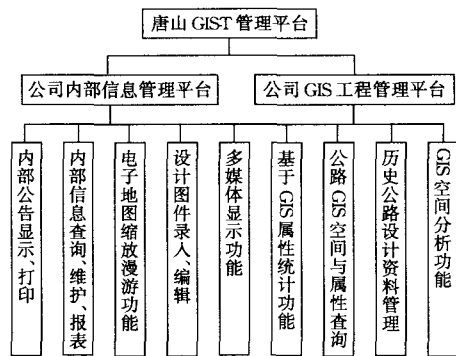 唐山 GIST 管理平台
公司内部信息管理平台
公司 GIS 工程管理平台
内部公告显示、打印
内部信息查询、维护、报表
电子地图缩放漫游功能
设计图件录入、编辑
多媒体显示功能
基于 GIS 属性统计功能
公路 GIS 空间与属性查询
历史公路设计资料管理
GIS 空间分析功能